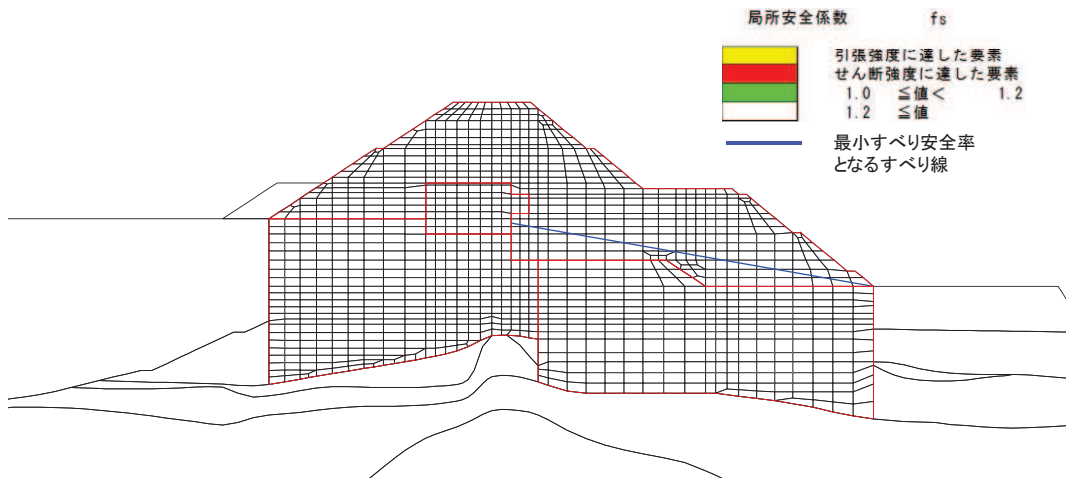 局所安全係数 fs
引張強度に達した要素
せん断強度に達した要素
1.0 ≦値< 1.2
1.2 ≦値
最小すべり安全率
となるすべり線